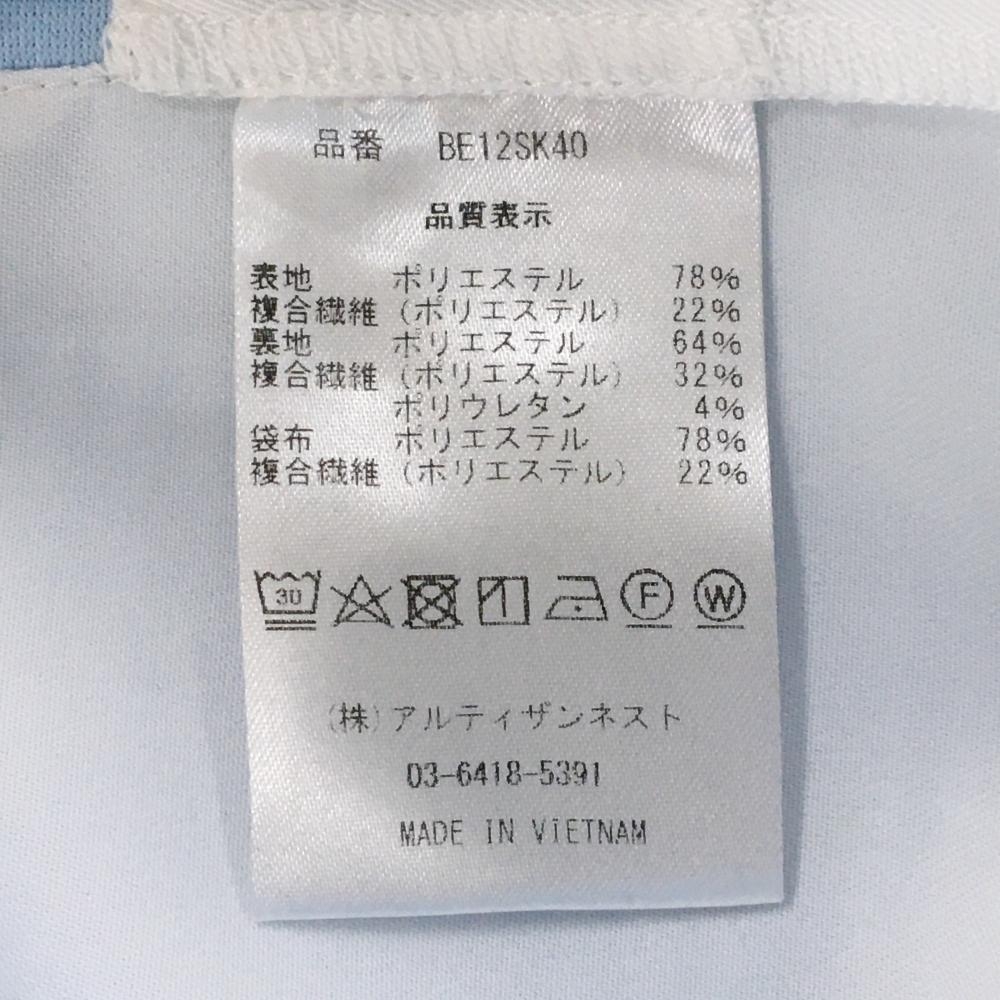 品番 BE12SK40
品質表示
表地 ポリエステル 78%
複合繊維(ポリエステル) 22%
裏地 ポリエステル 64%
複合繊維(ポリエステル) 32%
ポリウレタン 4%
袋布 ポリエステル 78%
複合繊維(ポリエステル) 22%
30 F W
(株)アルティザンネスト
03-6418-5391
MADE IN VIETNAM